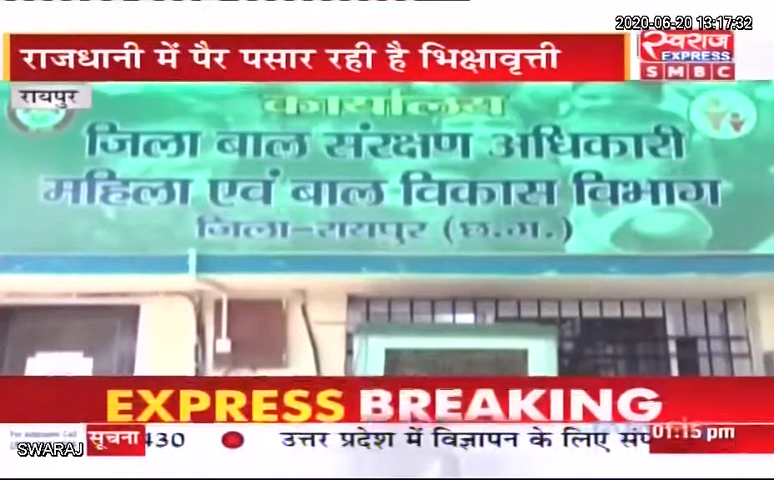 2020-06-20 13:17:32
राजधानी में पैर पसार रही है भिक्षावृत्ती
स्वराज
EXPRESS
SMBC
रायपुर
कार्यालय
जिला बाल संरक्षण अधिकारी
महिला एवं बाल विकास विभाग
जिला-रायपुर (छ.ग.)
EXPRESS BREAKING
सूचना 430 उत्तर प्रदेश में विज्ञापन के लिए 01:15 pm
SWARAJ